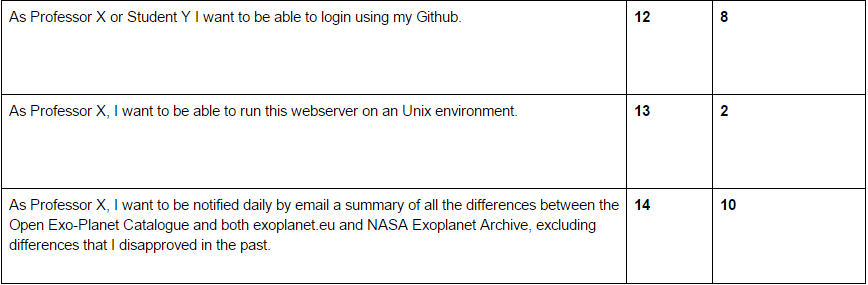 As Professor X or Student Y I want to be able to login using my Github. 12 8
As Professor X, I want to be able to run this webserver on an Unix environment. 13 2
As Professor X, I want to be notified daily by email a summary of all the differences between the 14 10
Open Exo-Planet Catalogue and both exoplanet.eu and NASA Exoplanet Archive, excluding
differences that I disapproved in the past.